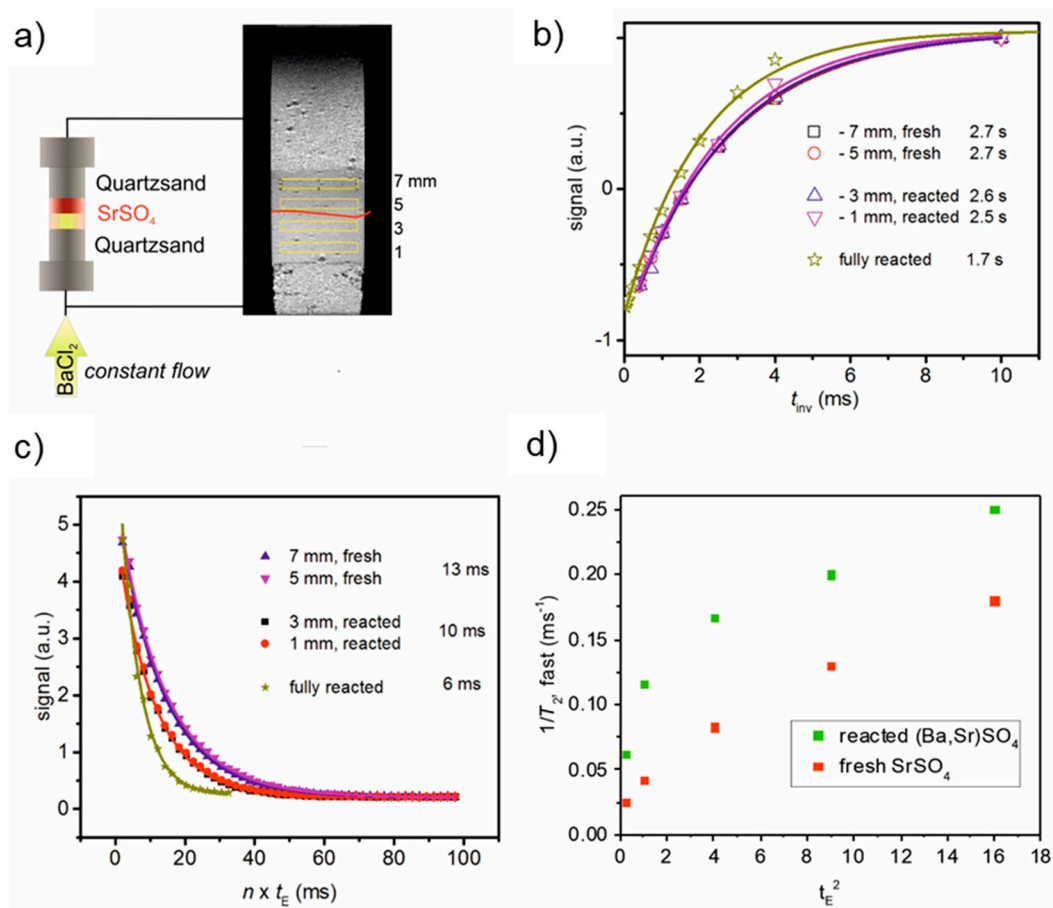 a)
Quartzsand
SrSO₄
Quartzsand
BaCl₂
constant flow
7 mm
5
3
1
b)
signal (a.u.)
0
-1
- 7 mm, fresh 2.7 s
- 5 mm, fresh 2.7 s
- 3 mm, reacted 2.6 s
- 1 mm, reacted 2.5 s
fully reacted 1.7 s
0 2 4 6 8 10
t_inv (ms)
c)
signal (a.u.)
5
4
3
2
1
0
7 mm, fresh
5 mm, fresh
13 ms
3 mm, reacted
1 mm, reacted
10 ms
fully reacted 6 ms
0 20 40 60 80 100
n x t_E (ms)
d)
1/T₂, fast (ms⁻¹)
0.25
0.20
0.15
0.10
0.05
0.00
reacted (Ba,Sr)SO₄
fresh SrSO₄
0 2 4 6 8 10 12 14 16 18
t_E²